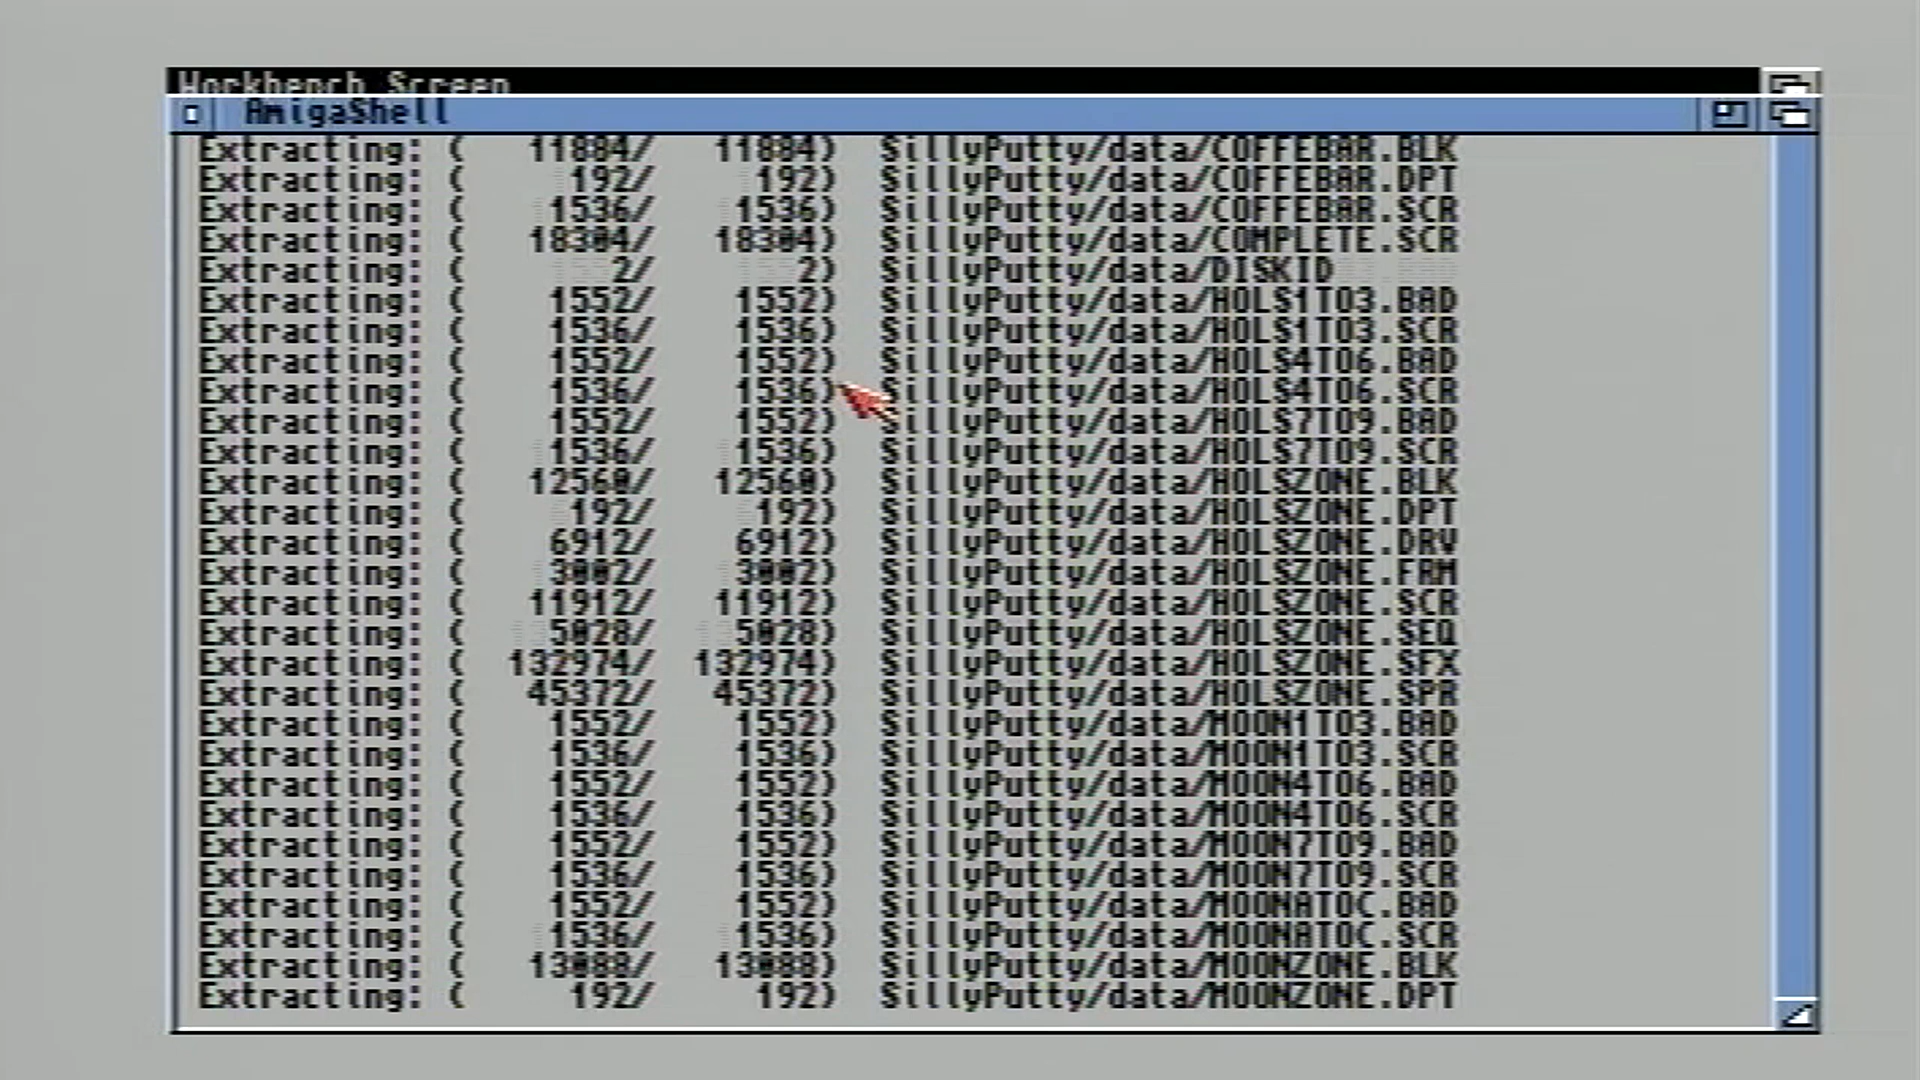 Workbench Screen
AmigaShell
Extracting: ( 11884/ 11884) SillyPutty/data/COFFEBAR.BLK
Extracting: ( 192/ 192) SillyPutty/data/COFFEBAR.DPT
Extracting: ( 1536/ 1536) SillyPutty/data/COFFEBAR.SCR
Extracting: ( 18304/ 18304) SillyPutty/data/COMPLETE.SCR
Extracting: ( 2/ 2) SillyPutty/data/DISKID
Extracting: ( 1552/ 1552) SillyPutty/data/HOLS1TO3.BAD
Extracting: ( 1536/ 1536) SillyPutty/data/HOLS1TO3.SCR
Extracting: ( 1552/ 1552) SillyPutty/data/HOLS4TO6.BAD
Extracting: ( 1536/ 1536) SillyPutty/data/HOLS4TO6.SCR
Extracting: ( 1552/ 1552) SillyPutty/data/HOLS7TO9.BAD
Extracting: ( 1536/ 1536) SillyPutty/data/HOLS7TO9.SCR
Extracting: ( 12560/ 12560) SillyPutty/data/HOLSZONE.BLK
Extracting: ( 192/ 192) SillyPutty/data/HOLSZONE.DPT
Extracting: ( 6912/ 6912) SillyPutty/data/HOLSZONE.DRV
Extracting: ( 3002/ 3002) SillyPutty/data/HOLSZONE.FRM
Extracting: ( 11912/ 11912) SillyPutty/data/HOLSZONE.SCR
Extracting: ( 5028/ 5028) SillyPutty/data/HOLSZONE.SEQ
Extracting: ( 132974/ 132974) SillyPutty/data/HOLSZONE.SFX
Extracting: ( 45372/ 45372) SillyPutty/data/HOLSZONE.SPR
Extracting: ( 1552/ 1552) SillyPutty/data/MOON1TO3.BAD
Extracting: ( 1536/ 1536) SillyPutty/data/MOON1TO3.SCR
Extracting: ( 1552/ 1552) SillyPutty/data/MOON4TO6.BAD
Extracting: ( 1536/ 1536) SillyPutty/data/MOON4TO6.SCR
Extracting: ( 1552/ 1552) SillyPutty/data/MOON7TO9.BAD
Extracting: ( 1536/ 1536) SillyPutty/data/MOON7TO9.SCR
Extracting: ( 1552/ 1552) SillyPutty/data/MOONATOC.BAD
Extracting: ( 1536/ 1536) SillyPutty/data/MOONATOC.SCR
Extracting: ( 13088/ 13088) SillyPutty/data/MOONZONE.BLK
Extracting: ( 192/ 192) SillyPutty/data/MOONZONE.DPT